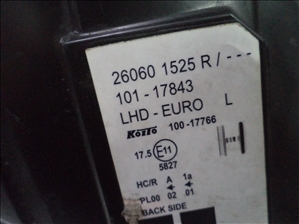 26060 1525 R / ---
101 - 17843
LHD - EURO L
Koito 100-17766
17.5 E11
5827
HC/R A 1a
← ←
PL00 02 01
BACK SIDE